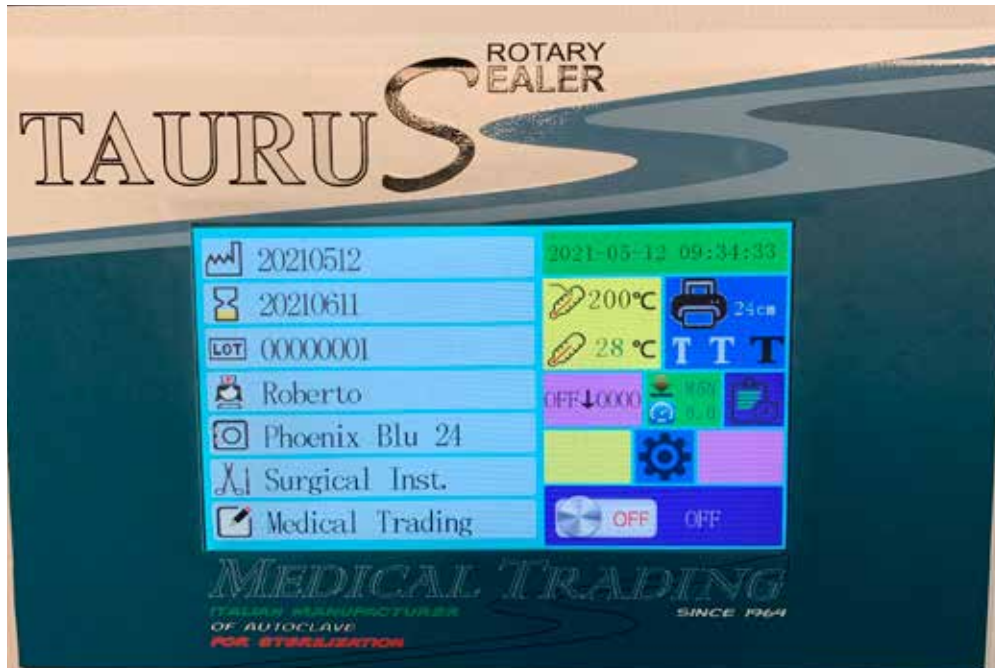 TAURUS
ROTARY
SEALER
20210512
2021-05-12 09:34:33
20210611
200℃
24cm
LOT 00000001
28 ℃
T T T
Roberto
OFF↓0000
Phoenix Blu 24
Surgical Inst.
Medical Trading
OFF OFF
MEDICAL TRADING
ITALIAN MANUFACTURER
SINCE 1964
OF AUTOCLAVE
FOR STERILIZATION